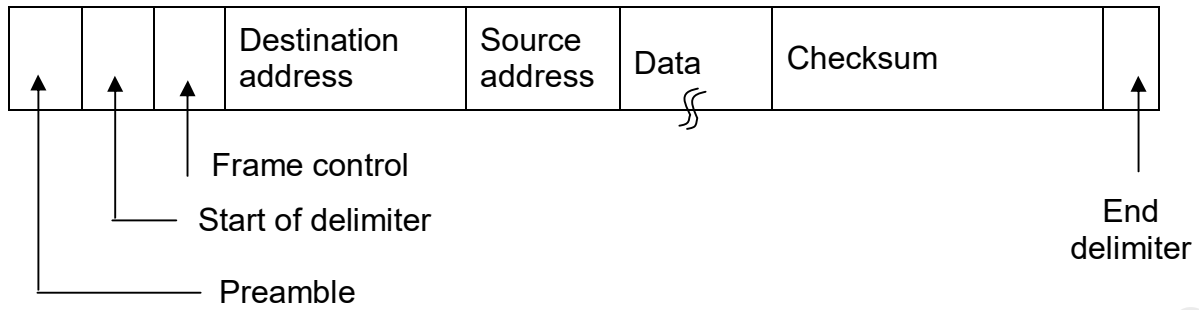 Destination
address
Source
address
Data
Checksum
Frame control
Start of delimiter
Preamble
End
delimiter